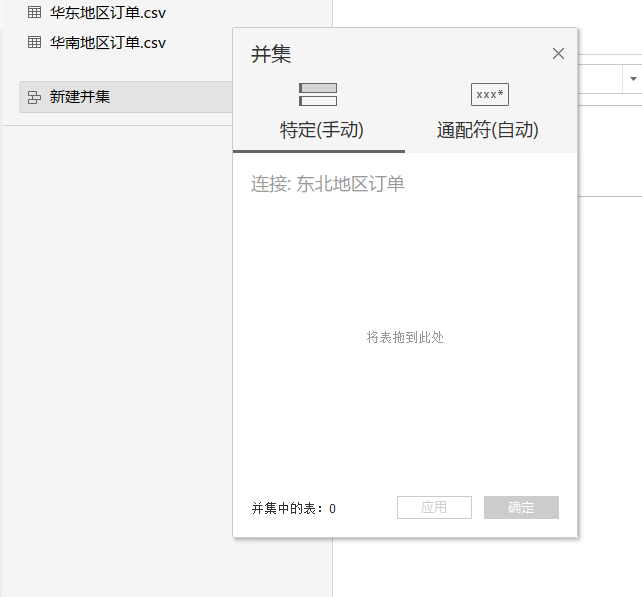 华东地区订单.csv
华南地区订单.csv
新建并集
并集
xxx*
特定(手动)
通配符(自动)
连接: 东北地区订单
将表拖到此处
并集中的表：0
应用
确定